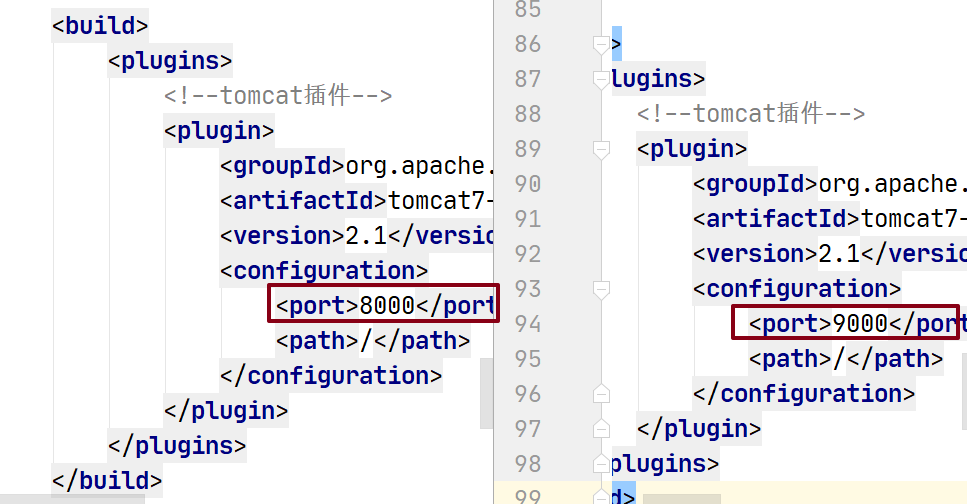 <build>
<plugins>
<!--tomcat插件-->
<plugin>
<groupId>org.apache.
<artifactId>tomcat7-
<version>2.1</versio
<configuration>
<port>8000</port
<path>/</path>
</configuration>
</plugin>
</plugins>
</build>
85
86 >
87 lugins>
88 <!--tomcat插件-->
89 <plugin>
90 <groupId>org.apache.
91 <artifactId>tomcat7-
92 <version>2.1</versio
93 <configuration>
94 <port>9000</port
95 <path>/</path>
96 </configuration>
97 </plugin>
98 plugins>
99 d>